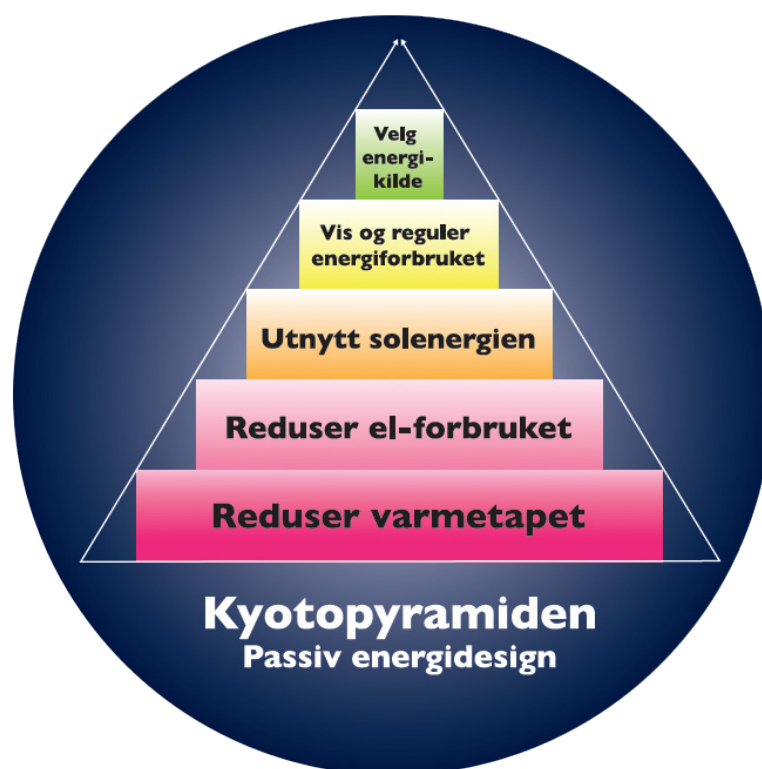 Velg
energi-
kilde
Vis og reguler
energiforbruket
Utnytt solenergien
Reduser el-forbruket
Reduser varmetapet
Kyotopyramiden
Passiv energidesign